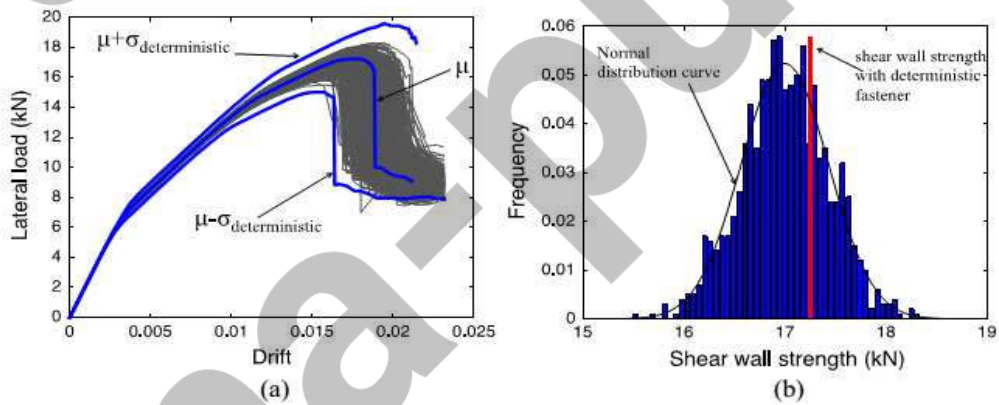 20
18
16
14
12
10
8
6
4
2
0
Lateral load (kN)
μ+σdeterministic
μ
μ-σdeterministic
0
0.005
0.01
0.015
0.02
0.025
Drift
(a)
0.06
0.05
0.04
0.03
0.02
0.01
0
Frequency
Normal
distribution curve
shear wall strength
with deterministic
fastener
15
16
17
18
19
Shear wall strength (kN)
(b)